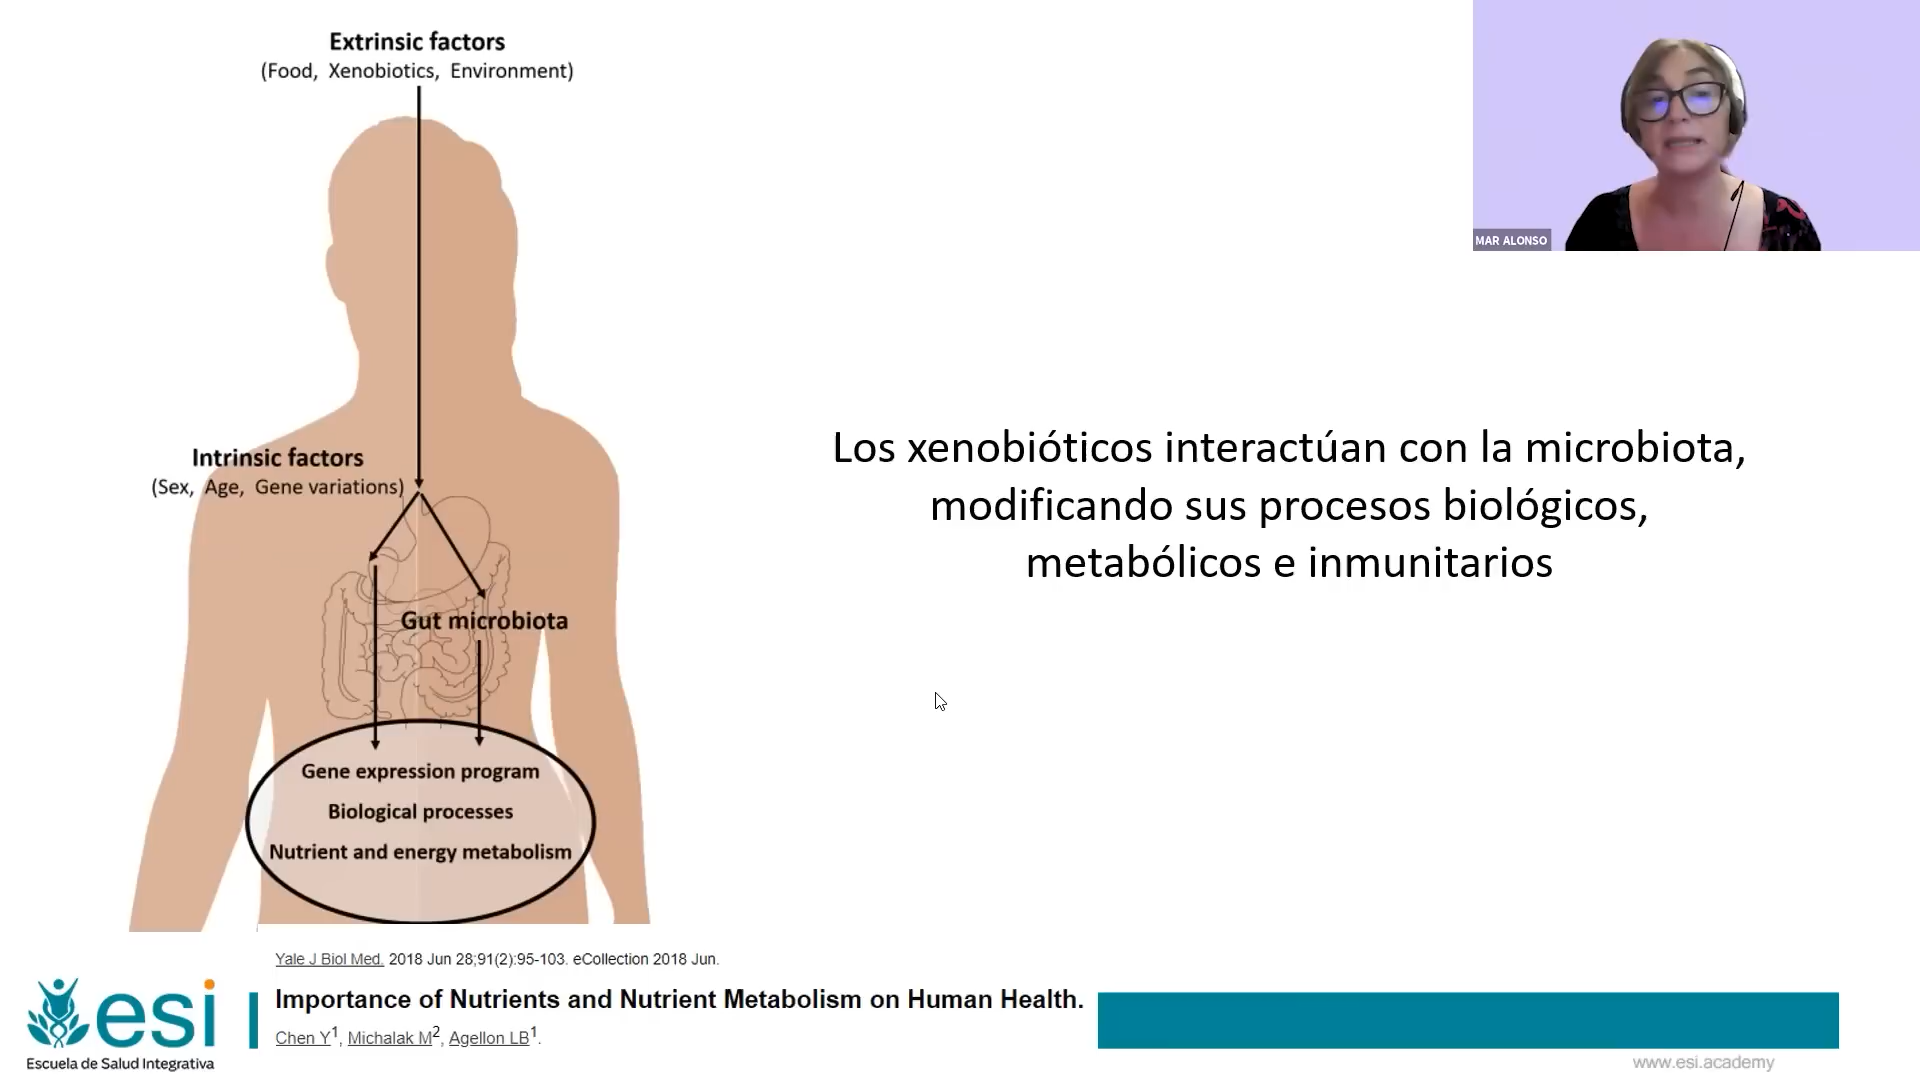 Extrinsic factors
(Food, Xenobiotics, Environment)
MAR ALONSO
Intrinsic factors
(Sex, Age, Gene variations)
Gut microbiota
Gene expression program
Biological processes
Nutrient and energy metabolism
Los xenobióticos interactúan con la microbiota,
modificando sus procesos biológicos,
metabólicos e inmunitarios
Yale J Biol Med. 2018 Jun 28;91(2):95-103. eCollection 2018 Jun.
Importance of Nutrients and Nutrient Metabolism on Human Health.
Chen Y1, Michalak M2, Agellon LB1.
esi
Escuela de Salud Integrativa
www.esi.academy